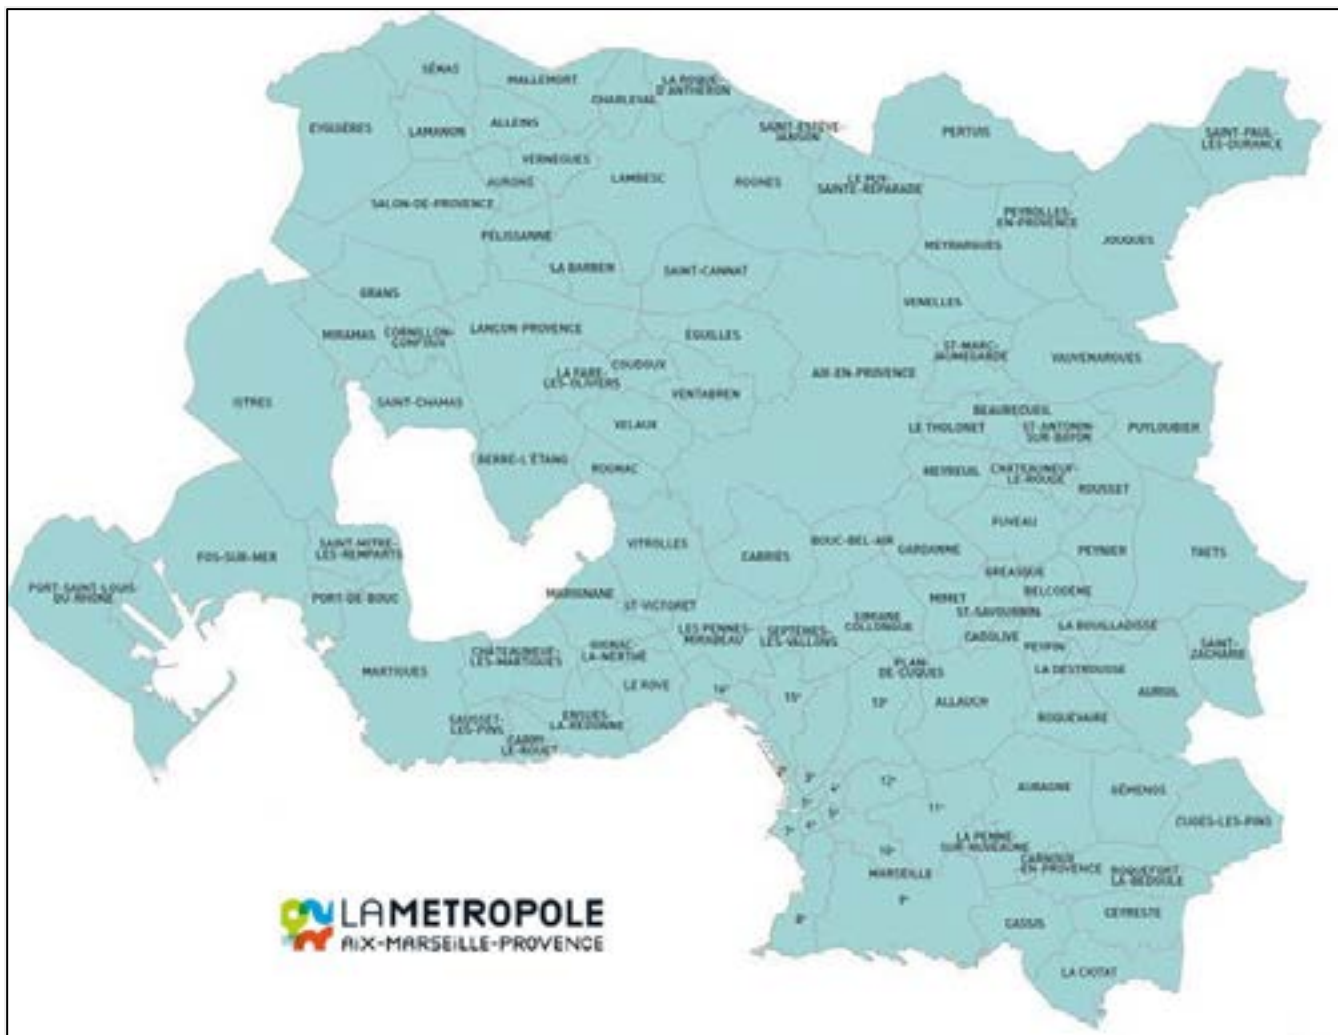 SÉNAS
MALLEMORT
CHARLEVAL
LA ROQUE-
D'ANTHERON
EYGUIÈRES
LAMANON
ALLEINS
SAINT-ESTÈVE-
JANSON
PERTUIS
SAINT-PAUL-
LÈS-DURANCE
VERNÈGUES
AURONS
LAMBESC
ROGNES
LE PUY-
SAINTE-RÉPARADE
SALON-DE-PROVENCE
PEYROLLES-
EN-PROVENCE
PÉLISSANNE
MEYRARGUES
JOUQUES
LA BARBEN
SAINT-CANNAT
GRANS
VENELLES
MIRAMAS
CORNILLON-
CONFOUX
LANÇON-PROVENCE
ÉGUILLES
ST-MARC-
JAUMEGARDE
VAUVENARGUES
COUDOUX
LA FARE-
LES-OLIVIERS
AIX-EN-PROVENCE
ISTRES
SAINT-CHAMAS
VENTABREN
VELAUX
BEAURECUEIL
LE THOLONET
ST-ANTONIN-
SUR-BAYON
PUYLOUBIER
BERRE-L'ÉTANG
ROGNAC
MEYREUIL
CHÂTEAUNEUF-
LE-ROUGE
ROUSSET
FUVEAU
SAINT-MITRE-
LES-REMPARTS
VITROLLES
CABRIÈS
BOUC-BEL-AIR
GARDANNE
PEYNIER
TRETS
FOS-SUR-MER
GRÉASQUE
PORT-SAINT-LOUIS-
DU-RHÔNE
PORT-DE-BOUC
MARIGNANE
ST-VICTORET
MIMET
BELCODÈNE
ST-SAVOURNIN
SIMIANE
COLLONGUE
LES PENNES-
MIRABEAU
SEPTÈMES-
LES-VALLONS
LA BOUILLADISSE
CADOLIVE
PEYPIN
SAINT-
ZACHARIE
CHÂTEAUNEUF-
LES-MARTIGUES
GIGNAC-
LA-NERTHE
MARTIGUES
PLAN-
DE-CUQUES
LA DESTROUSSE
LE ROVE
16e
15e
13e
ALLAUCH
AURIOL
ROQUEVAIRE
SAUSSET-
LES-PINS
ENSUÈS-
LA-REDONNE
CARRY-
LE-ROUET
2e
3e
4e
12e
AUBAGNE
GÉMENOS
11e
CUGES-LES-PINS
7e
LA PENNE-
SUR-HUVEAUNE
10e
MARSEILLE
CARNOUX-
EN-PROVENCE
ROQUEFORT-
LA-BÉDOULE
9e
8e
CASSIS
CEYRESTE
LA CIOTAT
LAMETROPOLE
AIX-MARSEILLE-PROVENCE